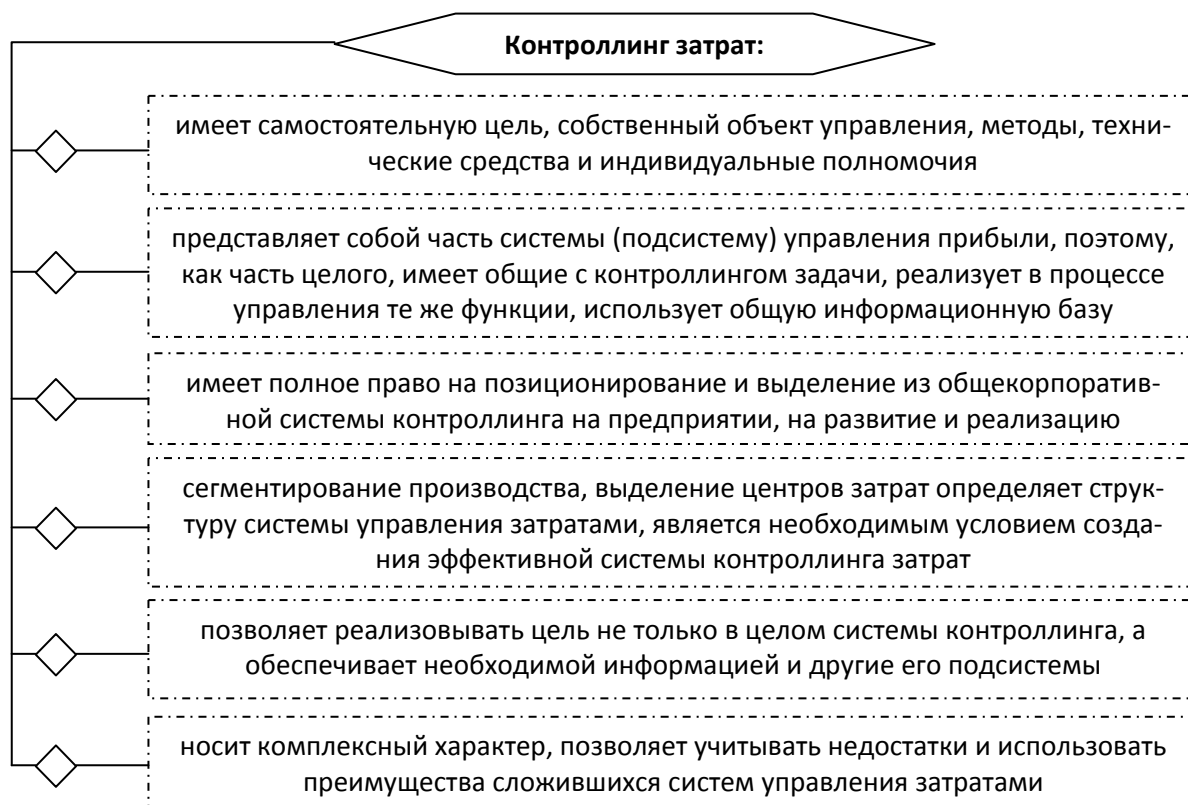 Контроллинг затрат:
имеет самостоятельную цель, собственный объект управления, методы, техни-
ческие средства и индивидуальные полномочия
представляет собой часть системы (подсистему) управления прибыли, поэтому,
как часть целого, имеет общие с контроллингом задачи, реализует в процессе
управления те же функции, использует общую информационную базу
имеет полное право на позиционирование и выделение из общекорпоратив-
ной системы контроллинга на предприятии, на развитие и реализацию
сегментирование производства, выделение центров затрат определяет струк-
туру системы управления затратами, является необходимым условием созда-
ния эффективной системы контроллинга затрат
позволяет реализовывать цель не только в целом системы контроллинга, а
обеспечивает необходимой информацией и другие его подсистемы
носит комплексный характер, позволяет учитывать недостатки и использовать
преимущества сложившихся систем управления затратами